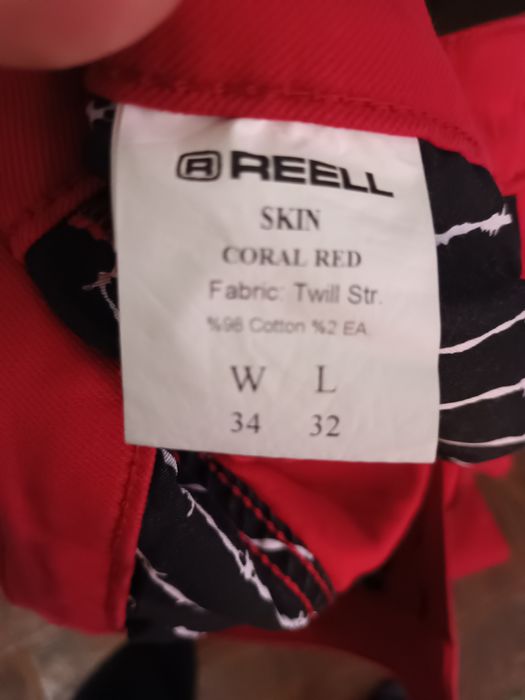 REELL
SKIN
CORAL RED
Fabric: Twill Str.
%98 Cotton %2 EA
W L
34 32